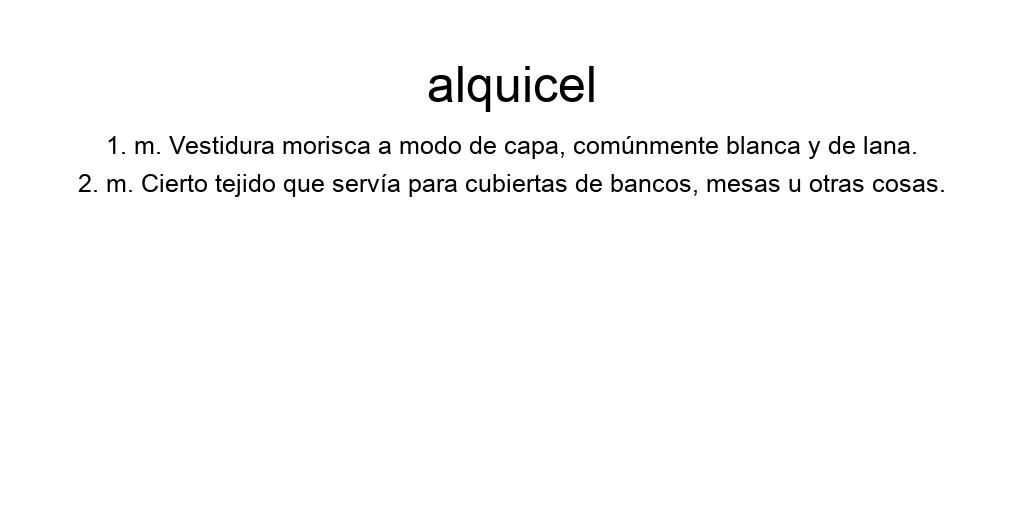 alquicel
1. m. Vestidura morisca a modo de capa, comúnmente blanca y de lana.
2. m. Cierto tejido que servía para cubiertas de bancos, mesas u otras cosas.